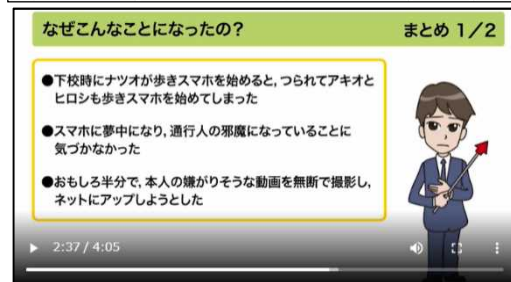 なぜこんなことになったの？
まとめ 1／2
●下校時にナツオが歩きスマホを始めると，つられてアキオと
ヒロシも歩きスマホを始めてしまった
●スマホに夢中になり，通行人の邪魔になっていることに
気づかなかった
●おもしろ半分で，本人の嫌がりそうな動画を無断で撮影し，
ネットにアップしようとした
2:37 / 4:05